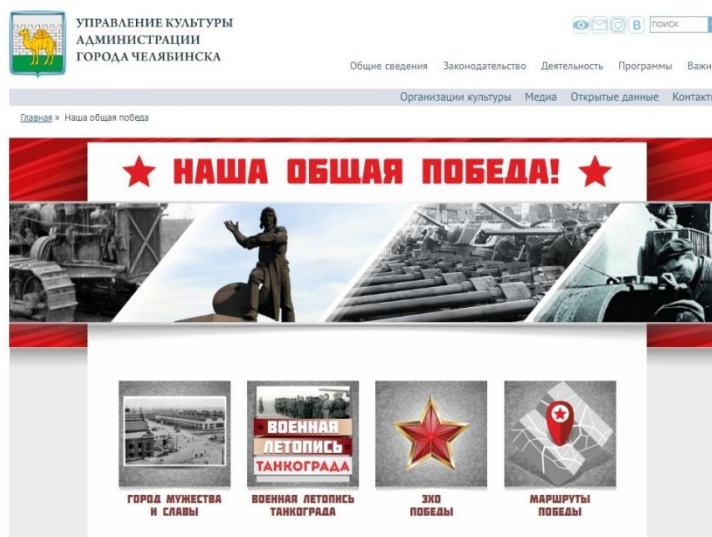 УПРАВЛЕНИЕ КУЛЬТУРЫ
АДМИНИСТРАЦИИ
ГОРОДА ЧЕЛЯБИНСКА
поиск
Общие сведения Законодательство Деятельность Программы
Организации культуры Медиа Открытые данные
Главная » Наша общая победа
НАША ОБЩАЯ ПОБЕДА!
ВОЕННАЯ
ЛЕТОПИСЬ
ТАНКОГРАДА
ГОРОД МУЖЕСТВА
И СЛАВЫ
ВОЕННАЯ ЛЕТОПИСЬ
ТАНКОГРАДА
ЭХО
ПОБЕДЫ
МАРШРУТЫ
ПОБЕДЫ